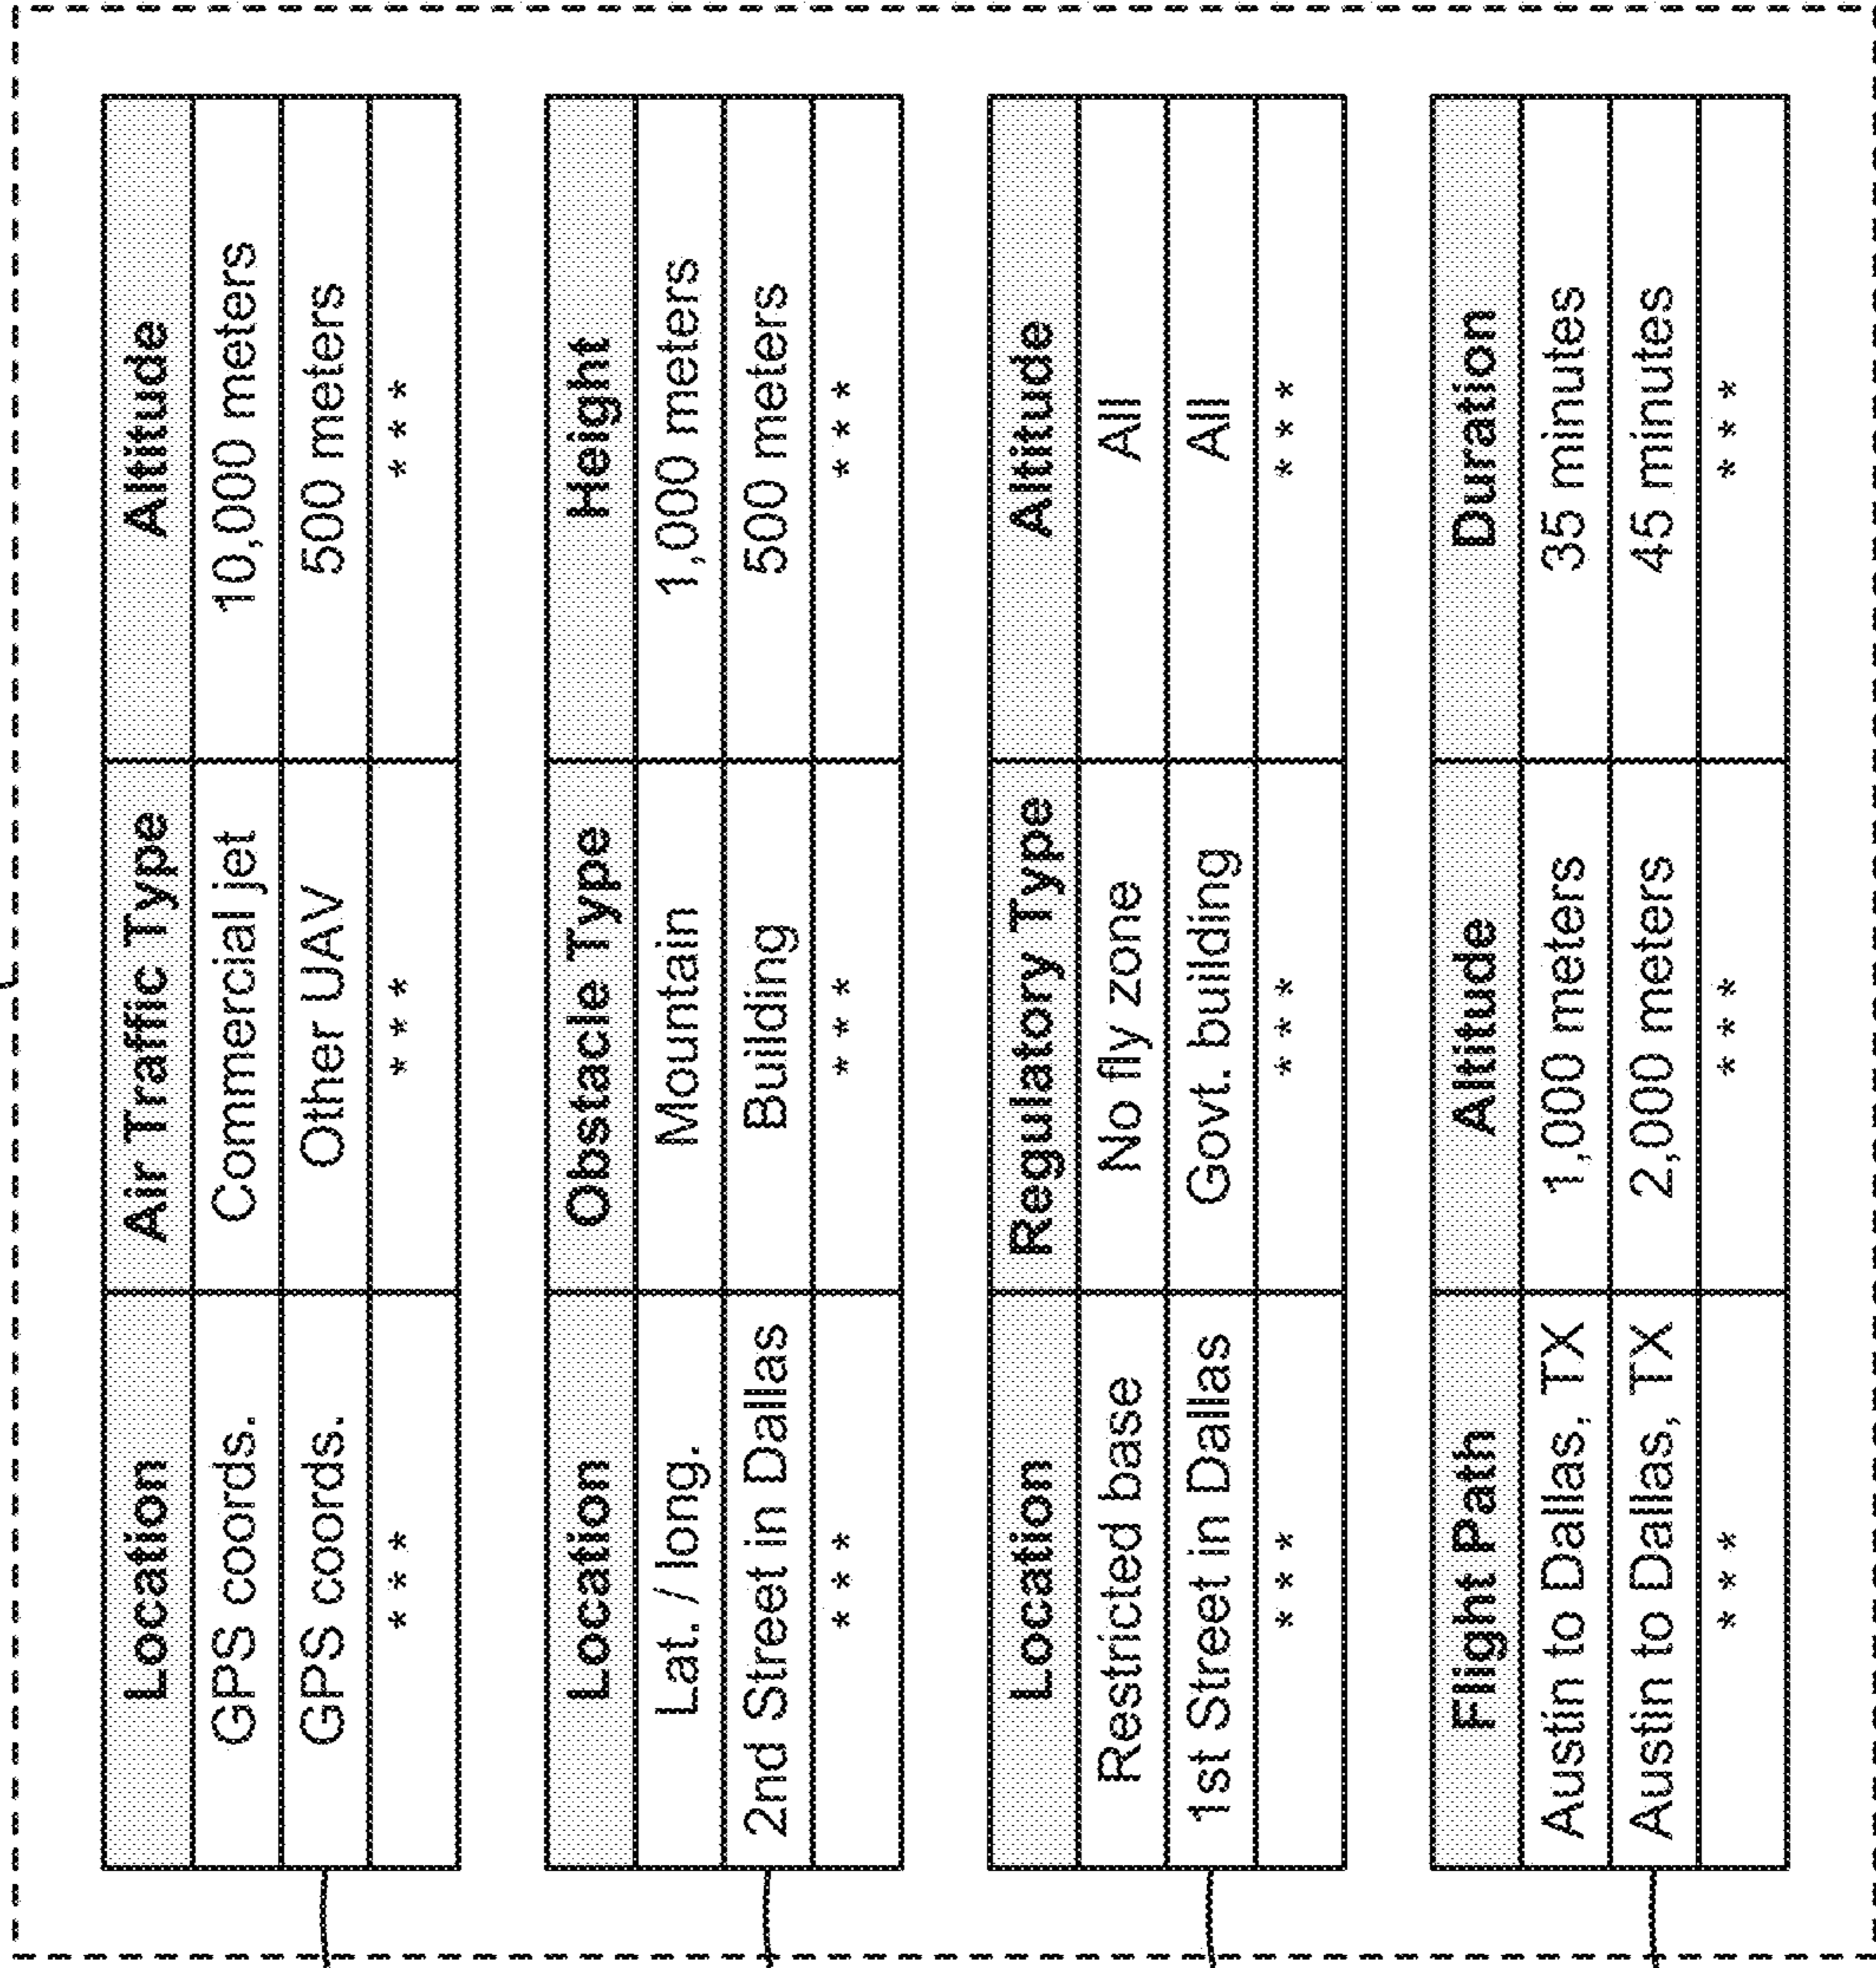 Location Air Traffic Type Altitude
GPS coords. Commercial jet 10,000 meters
GPS coords. Other UAV 500 meters
* * * * * * * * *
Location Obstacle Type Height
Lat. / long. Mountain 1,000 meters
2nd Street in Dallas Building 500 meters
* * * * * * * * *
Location Regulatory Type Altitude
Restricted base No fly zone All
1st Street in Dallas Govt. building All
* * * * * * * * *
Flight Path Altitude Duration
Austin to Dallas, TX 1,000 meters 35 minutes
Austin to Dallas, TX 2,000 meters 45 minutes
* * * * * * * * *